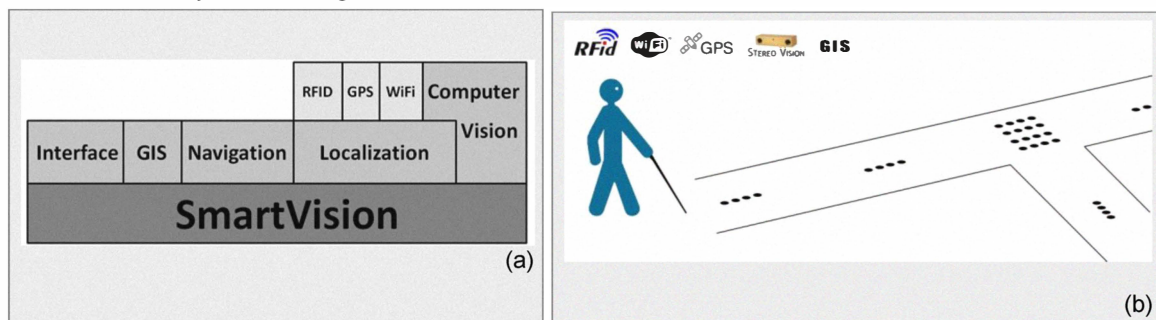 RFID GPS WiFi Computer
Vision
Interface GIS Navigation Localization
SmartVision
(a)
RFid WiFi GPS STEREO VISION GIS
(b)